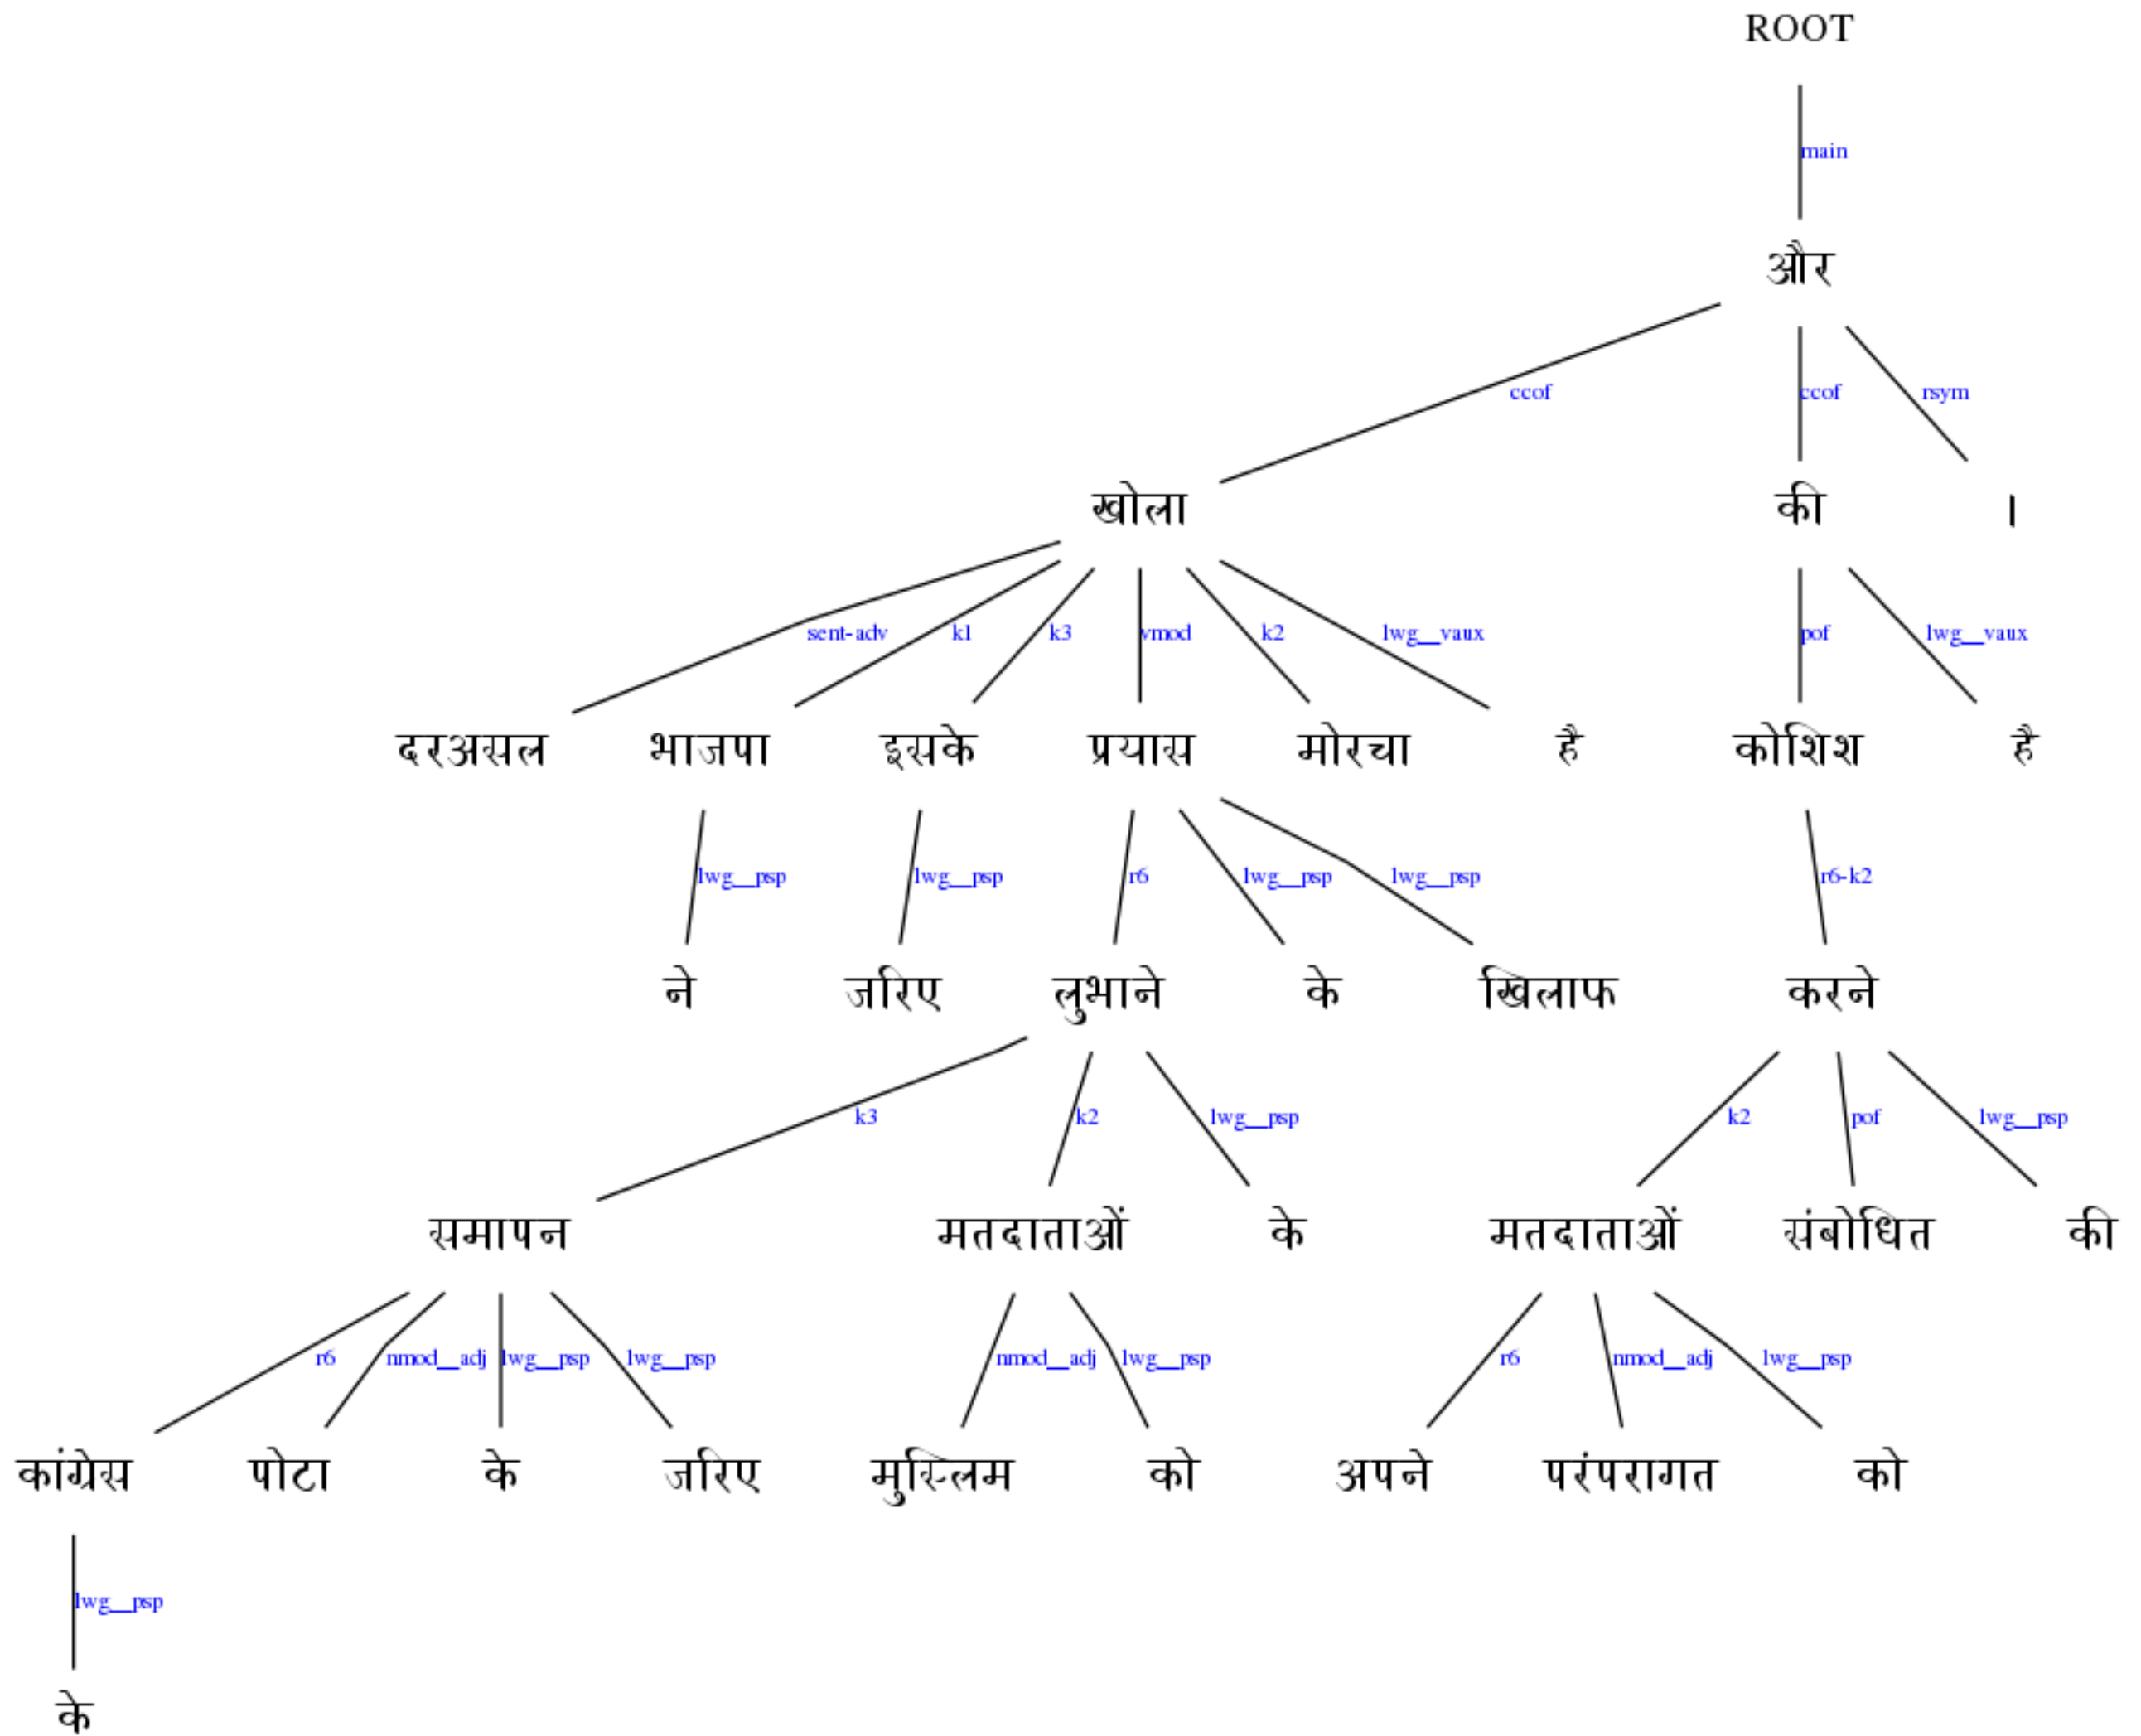 ROOT
main
और
ccof ccof rsym
खोला की ।
sent-adv k1 k3 vmod k2 lwg__vaux pof lwg__vaux
दरअसल भाजपा इसके प्रयास मोरचा है कोशिश है
lwg__psp lwg__psp r6 lwg__psp lwg__psp r6-k2
ने जरिए लुभाने के खिलाफ करने
k3 k2 lwg__psp k2 pof lwg__psp
समापन मतदाताओं के मतदाताओं संबोधित की
r6 nmod__adj lwg__psp lwg__psp nmod__adj lwg__psp r6 nmod__adj lwg__psp
कांग्रेस पोटा के जरिए मुस्लिम को अपने परंपरागत को
lwg__psp
के